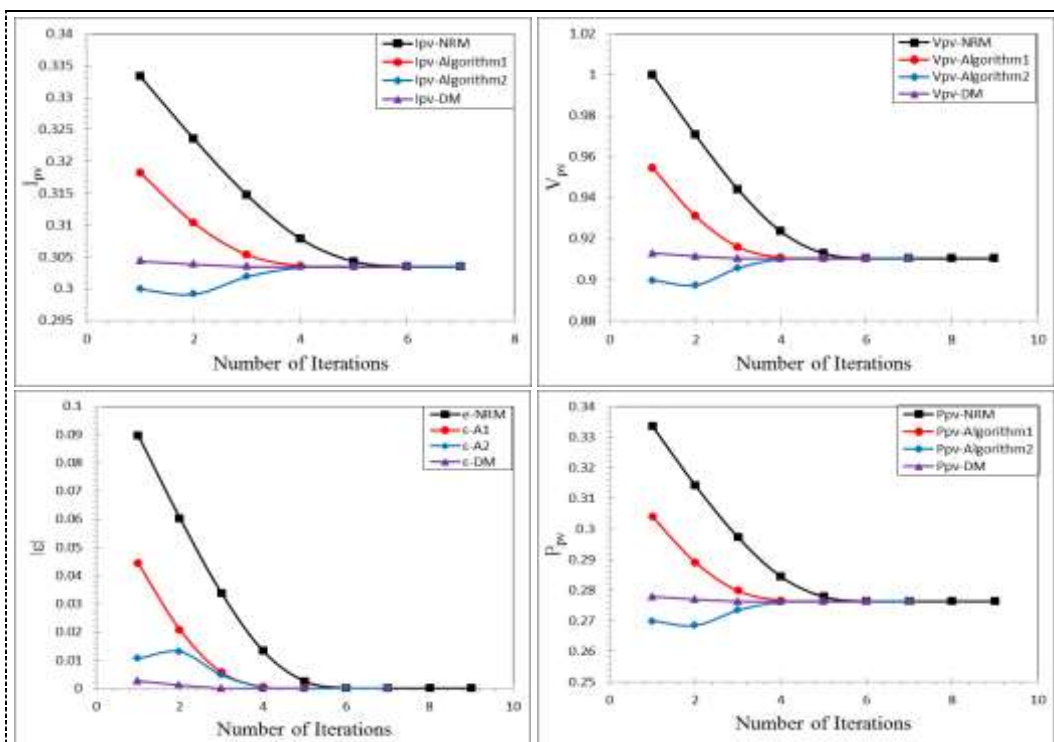 0.34
0.335
0.33
0.325
0.32
0.315
0.31
0.305
0.3
0.295
Ipv
0
2
4
6
8
Number of Iterations
Ipv-NRM
Ipv-Algorithm1
Ipv-Algorithm2
Ipv-DM
1.02
1
0.98
0.96
0.94
0.92
0.9
0.88
Vpv
0
2
4
6
8
10
Number of Iterations
Vpv-NRM
Vpv-Algorithm1
Vpv-Algorithm2
Vpv-DM
0.1
0.09
0.08
0.07
0.06
0.05
0.04
0.03
0.02
0.01
0
|ε|
0
2
4
6
8
10
Number of Iterations
e-NRM
ε-A1
ε-A2
ε-DM
0.34
0.33
0.32
0.31
0.3
0.29
0.28
0.27
0.26
0.25
Ppv
0
2
4
6
8
10
Number of Iterations
Ppv-NRM
Ppv-Algorithm1
Ppv-Algorithm2
Ppv-DM